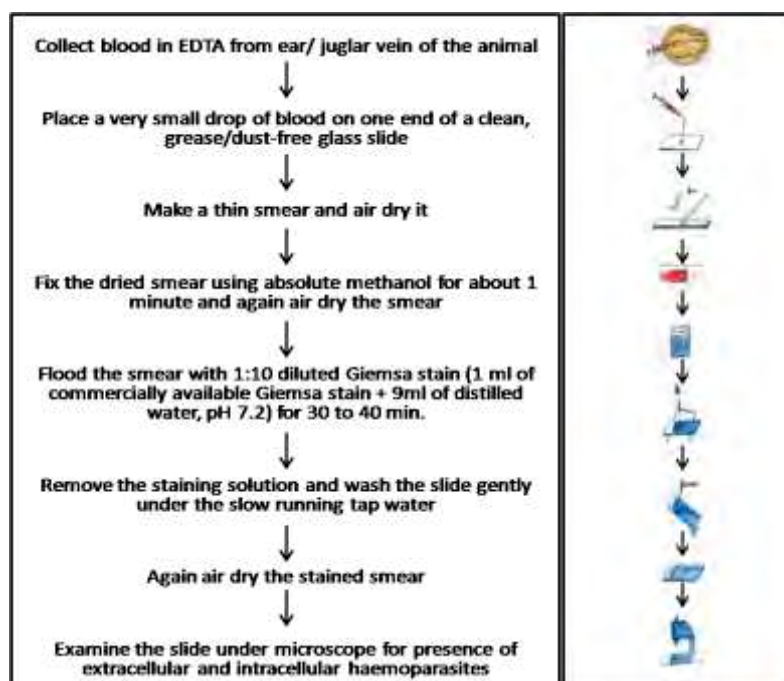 Collect blood in EDTA from ear/ juglar vein of the animal
Place a very small drop of blood on one end of a clean,
grease/dust-free glass slide
Make a thin smear and air dry it
Fix the dried smear using absolute methanol for about 1
minute and again air dry the smear
Flood the smear with 1:10 diluted Giemsa stain (1 ml of
commercially available Giemsa stain + 9ml of distilled
water, pH 7.2) for 30 to 40 min.
Remove the staining solution and wash the slide gently
under the slow running tap water
Again air dry the stained smear
Examine the slide under microscope for presence of
extracellular and intracellular haemoparasites